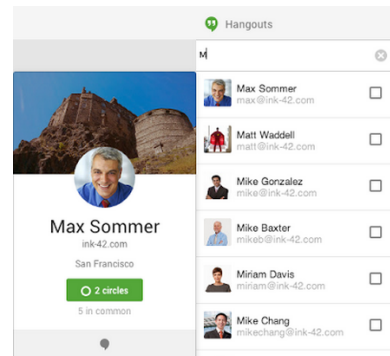 Hangouts
M
Max Sommer
ink-42.com
San Francisco
2 circles
5 in common
Max Sommer
max@ink-42.com
Matt Waddell
matt@ink-42.com
Mike Gonzalez
mike@ink-42.com
Mike Baxter
mikeb@ink-42.com
Miriam Davis
miriam@ink-42.com
Mike Chang
mikechang@ink-42.com